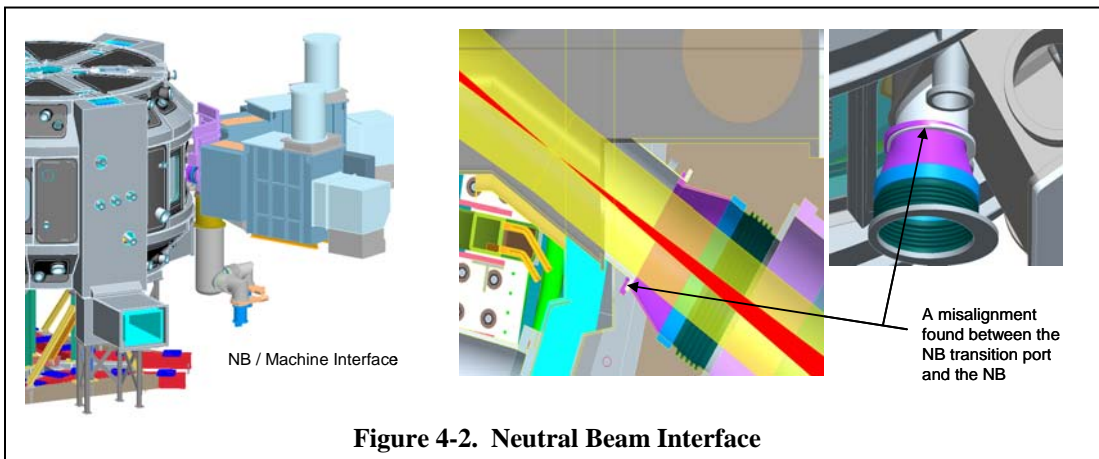 NB / Machine Interface
A misalignment
found between the
NB transition port
and the NB
Figure 4-2. Neutral Beam Interface